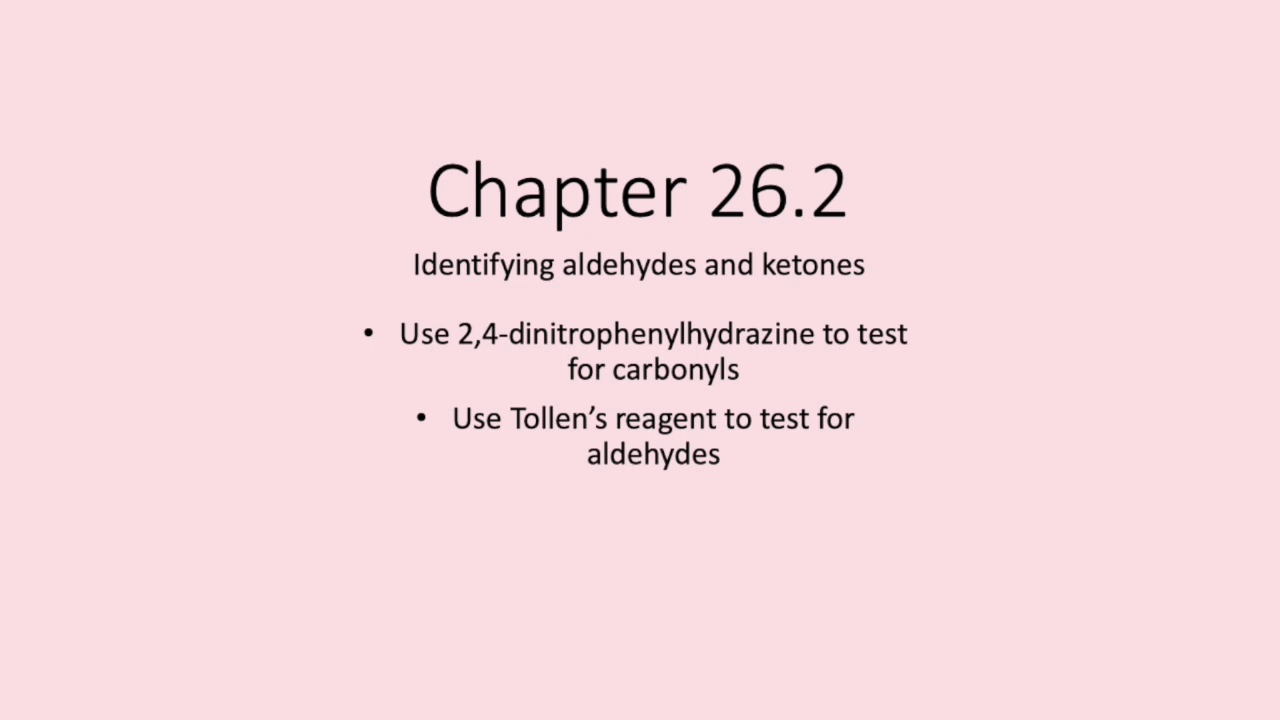 Chapter 26.2
Identifying aldehydes and ketones
• Use 2,4-dinitrophenylhydrazine to test
for carbonyls
• Use Tollen’s reagent to test for
aldehydes